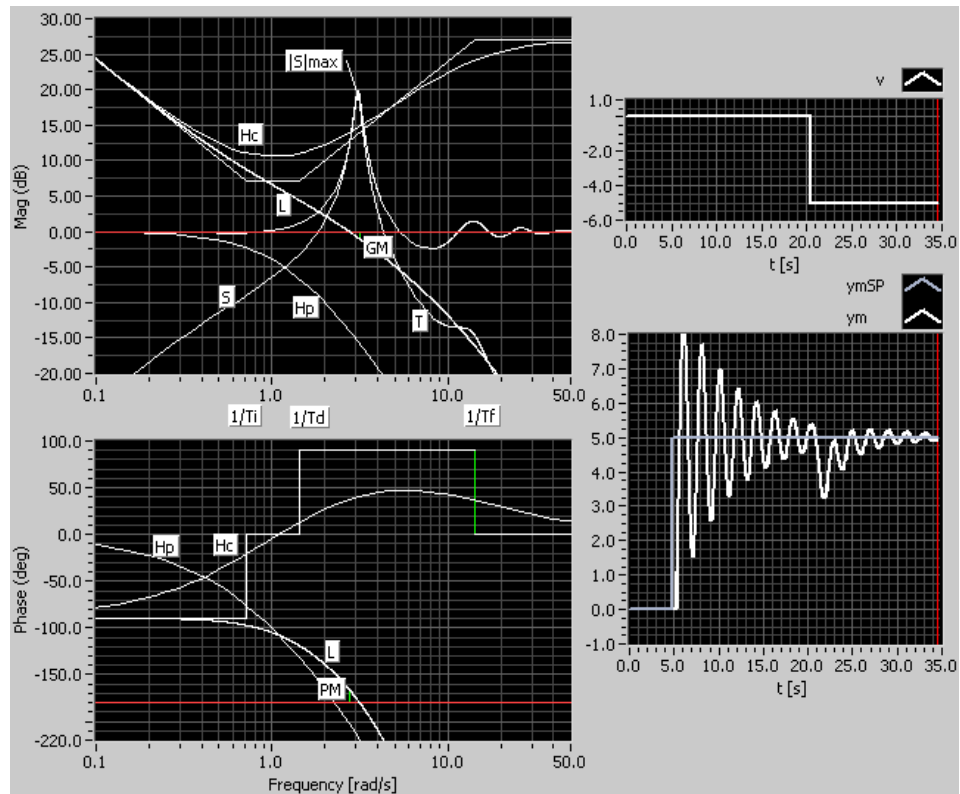 30.00
25.00
20.00
15.00
10.00
5.00
0.00
-5.00
-10.00
-15.00
-20.00
Mag (dB)
|S|max
Hc
L
GM
S
Hp
T
0.1
1.0
10.0
50.0
1/Ti
1/Td
1/Tf
100.0
50.0
0.0
-50.0
-100.0
-150.0
-220.0
Phase (deg)
Hp
Hc
L
PM
0.1
1.0
10.0
50.0
Frequency [rad/s]
v
1.0
-2.0
-4.0
-6.0
0.0
5.0
10.0
15.0
20.0
25.0
30.0
35.0
t [s]
ymSP
ym
8.0
7.0
6.0
5.0
4.0
3.0
2.0
1.0
0.0
-1.0
0.0
5.0
10.0
15.0
20.0
25.0
30.0
35.0
t [s]